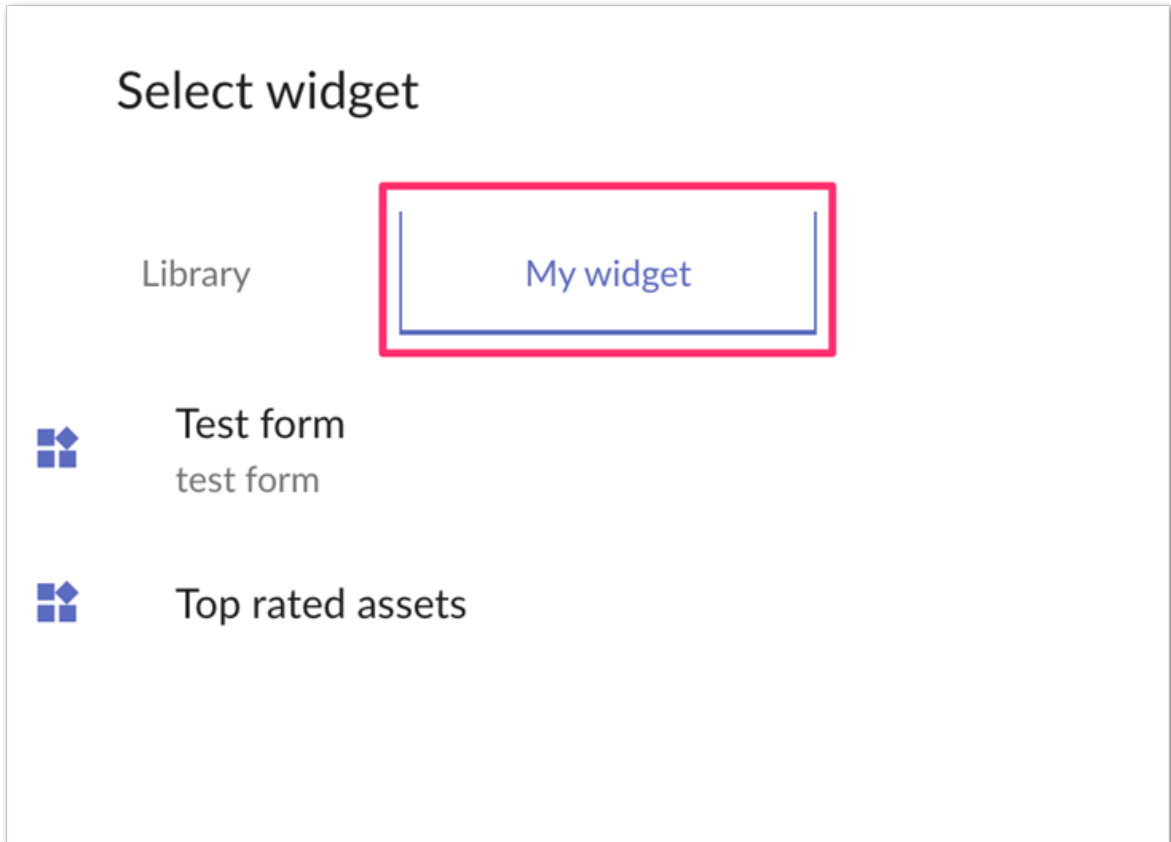 Select widget
Library
My widget
Test form
test form
Top rated assets